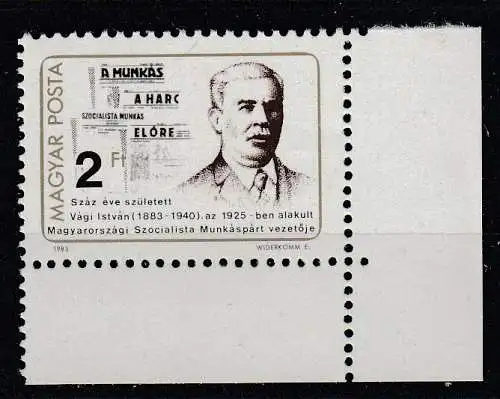 MAGYAR POSTA
A MUNKÁS
A HARC
SZOCIALISTA MUNKÁS
ELŐRE
2 Ft
Száz éve született
Vági István (1883-1940), az 1925-ben alakult
Magyarországi Szocialista Munkáspárt vezetője
1983
WIDERKOMM E.